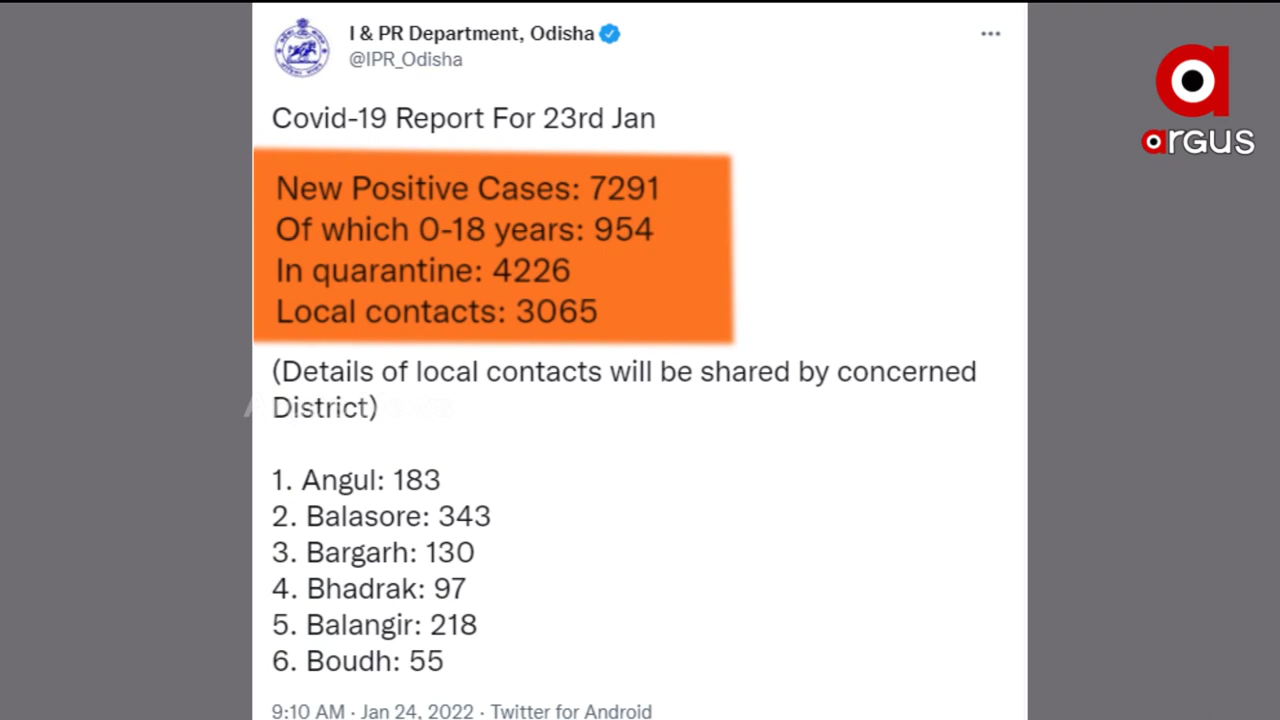 I & PR Department, Odisha
@IPR_Odisha
argus
Covid-19 Report For 23rd Jan
New Positive Cases: 7291
Of which 0-18 years: 954
In quarantine: 4226
Local contacts: 3065
(Details of local contacts will be shared by concerned
District)
1. Angul: 183
2. Balasore: 343
3. Bargarh: 130
4. Bhadrak: 97
5. Balangir: 218
6. Boudh: 55
9:10 AM · Jan 24, 2022 · Twitter for Android